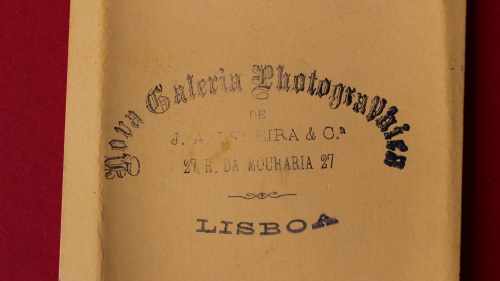 Nova Galeria Photographica
DE
J. A. & C.ª
27 R. DA MOURARIA 27
LISBOA